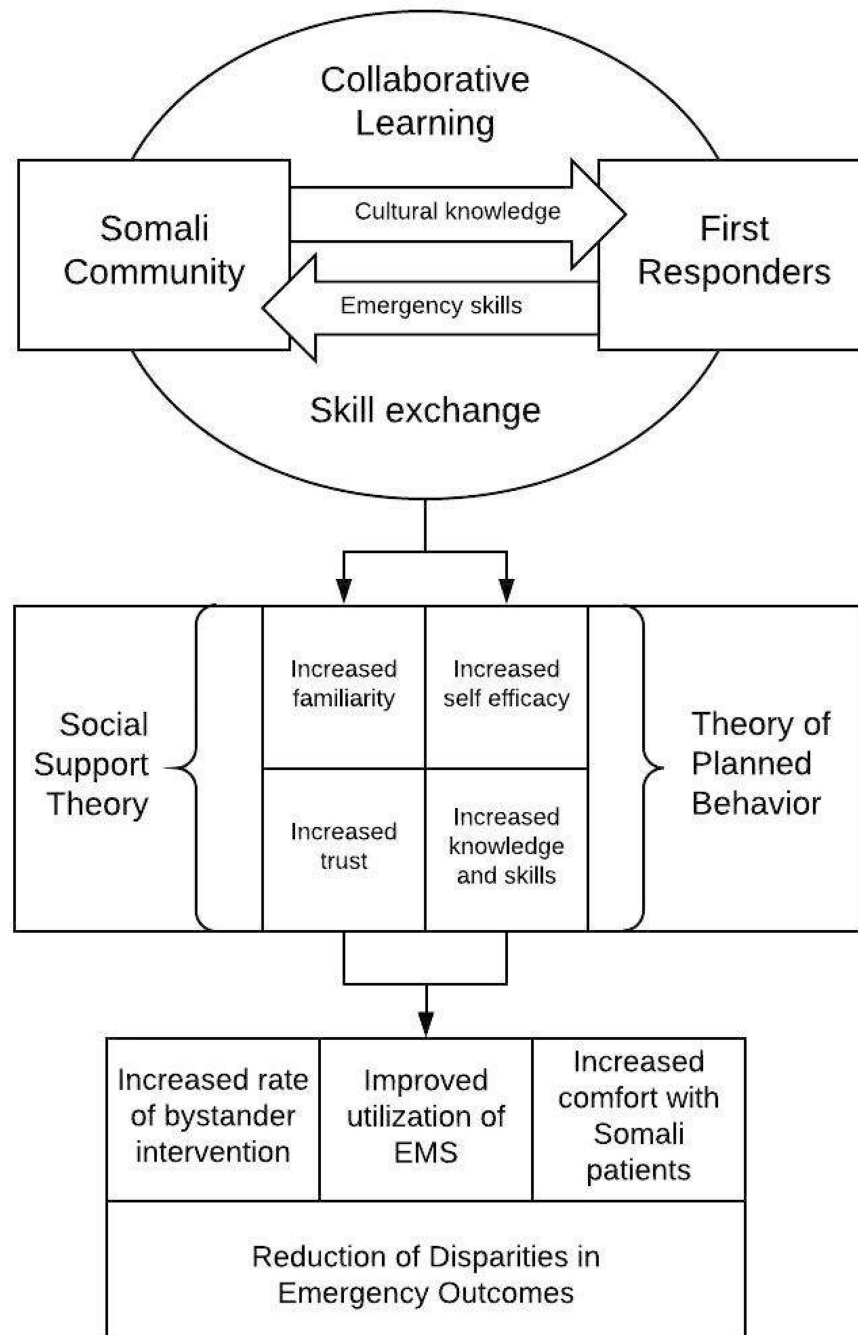 Collaborative
Learning
Somali
Community
Cultural knowledge
First
Responders
Emergency skills
Skill exchange
Social
Support
Theory
Increased
familiarity
Increased
self efficacy
Increased
trust
Increased
knowledge
and skills
Theory of
Planned
Behavior
Increased rate
of bystander
intervention
Improved
utilization of
EMS
Increased
comfort with
Somali
patients
Reduction of Disparities in
Emergency Outcomes